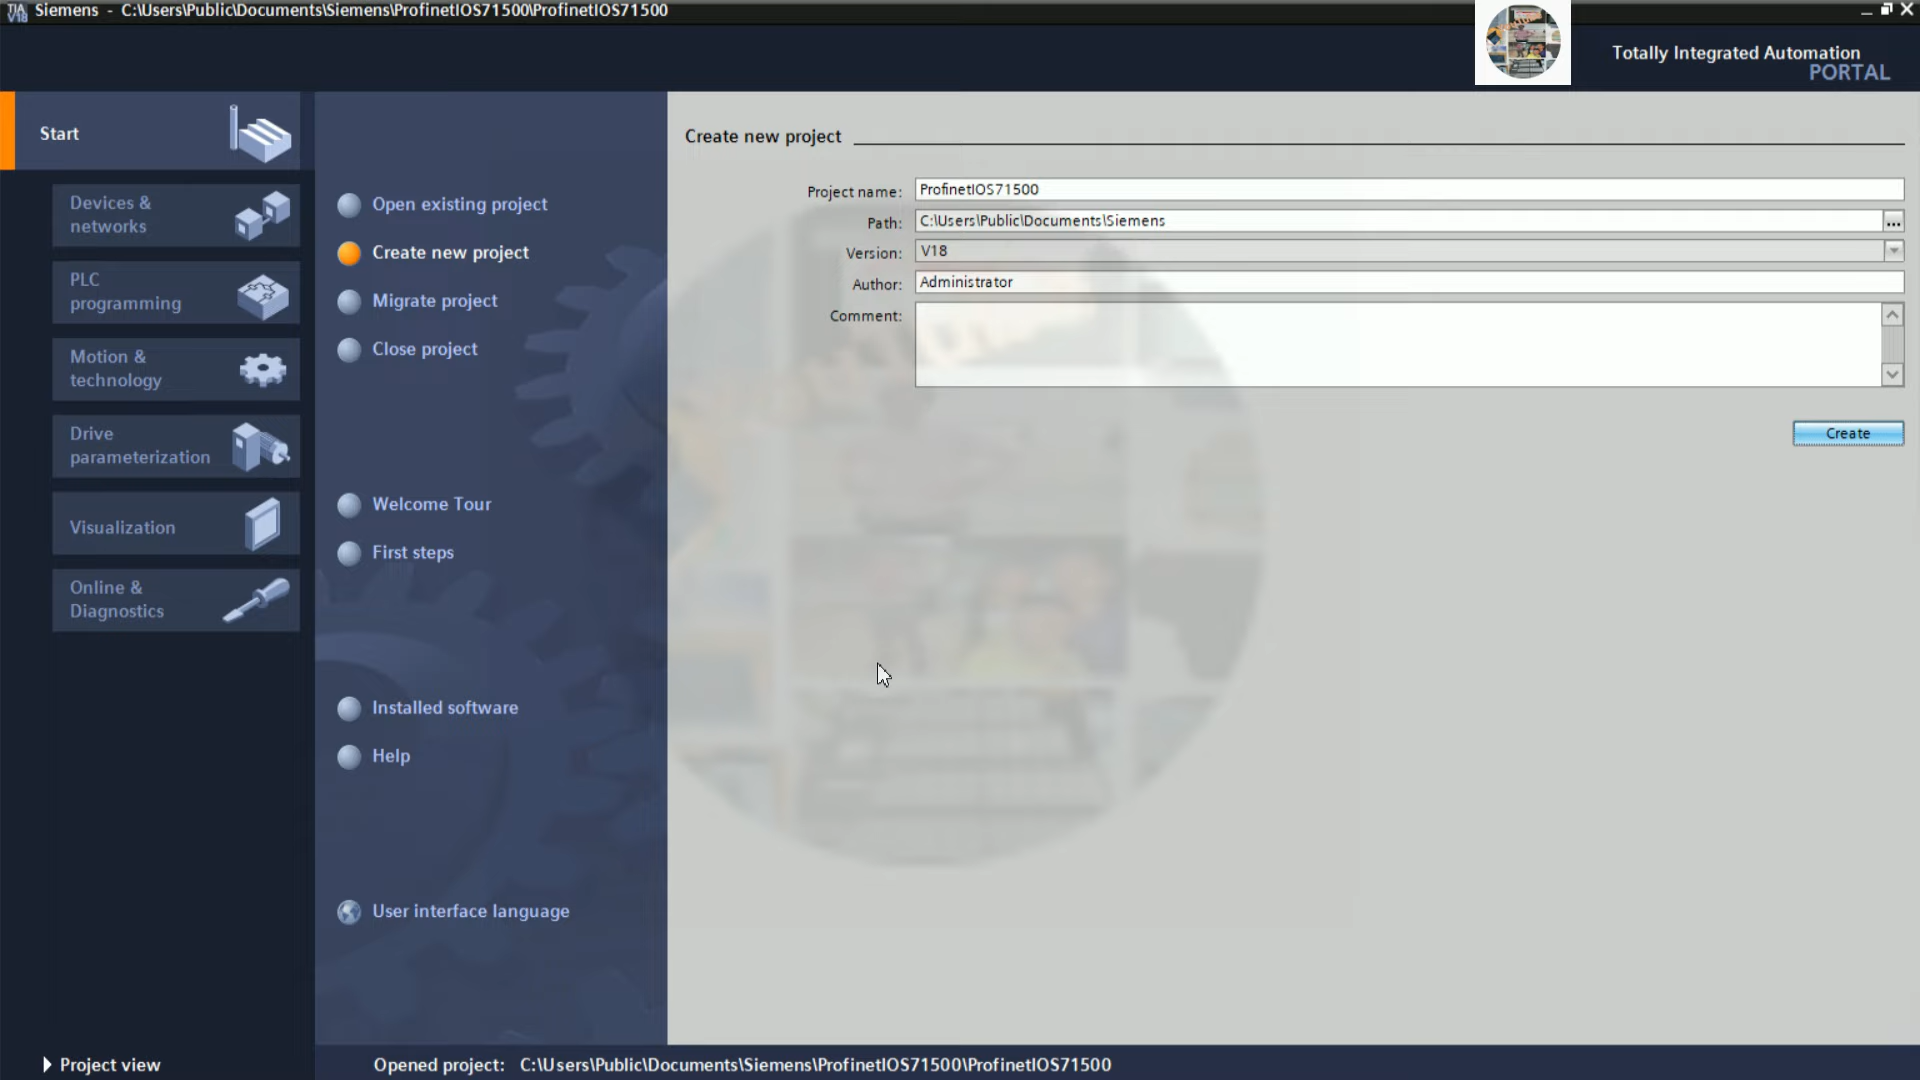 Siemens - C:\Users\Public\Documents\Siemens\ProfinetIOS71500\ProfinetIOS71500
Totally Integrated Automation
PORTAL
Start
Devices &
networks
PLC
programming
Motion &
technology
Drive
parameterization
Visualization
Online &
Diagnostics
Open existing project
Create new project
Migrate project
Close project
Welcome Tour
First steps
Installed software
Help
User interface language
Create new project
Project name: ProfinetIOS71500
Path: C:\Users\Public\Documents\Siemens
...
Version: V18
Author: Administrator
Comment:
Create
Project view
Opened project: C:\Users\Public\Documents\Siemens\ProfinetIOS71500\ProfinetIOS71500